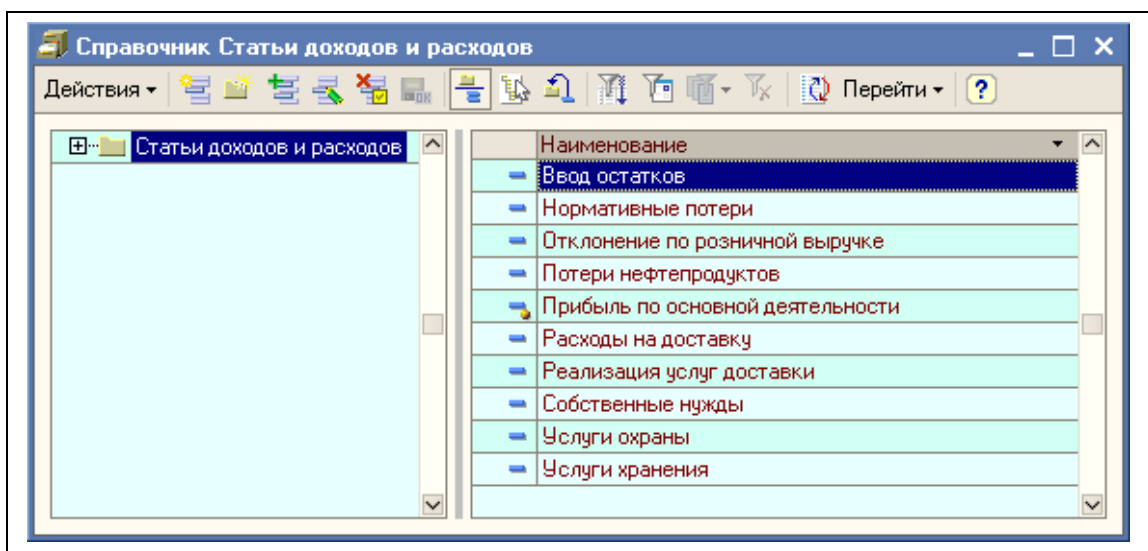 Справочник Статьи доходов и расходов
Действия Перейти ?
Статьи доходов и расходов
Наименование
Ввод остатков
Нормативные потери
Отклонение по розничной выручке
Потери нефтепродуктов
Прибыль по основной деятельности
Расходы на доставку
Реализация услуг доставки
Собственные нужды
Услуги охраны
Услуги хранения